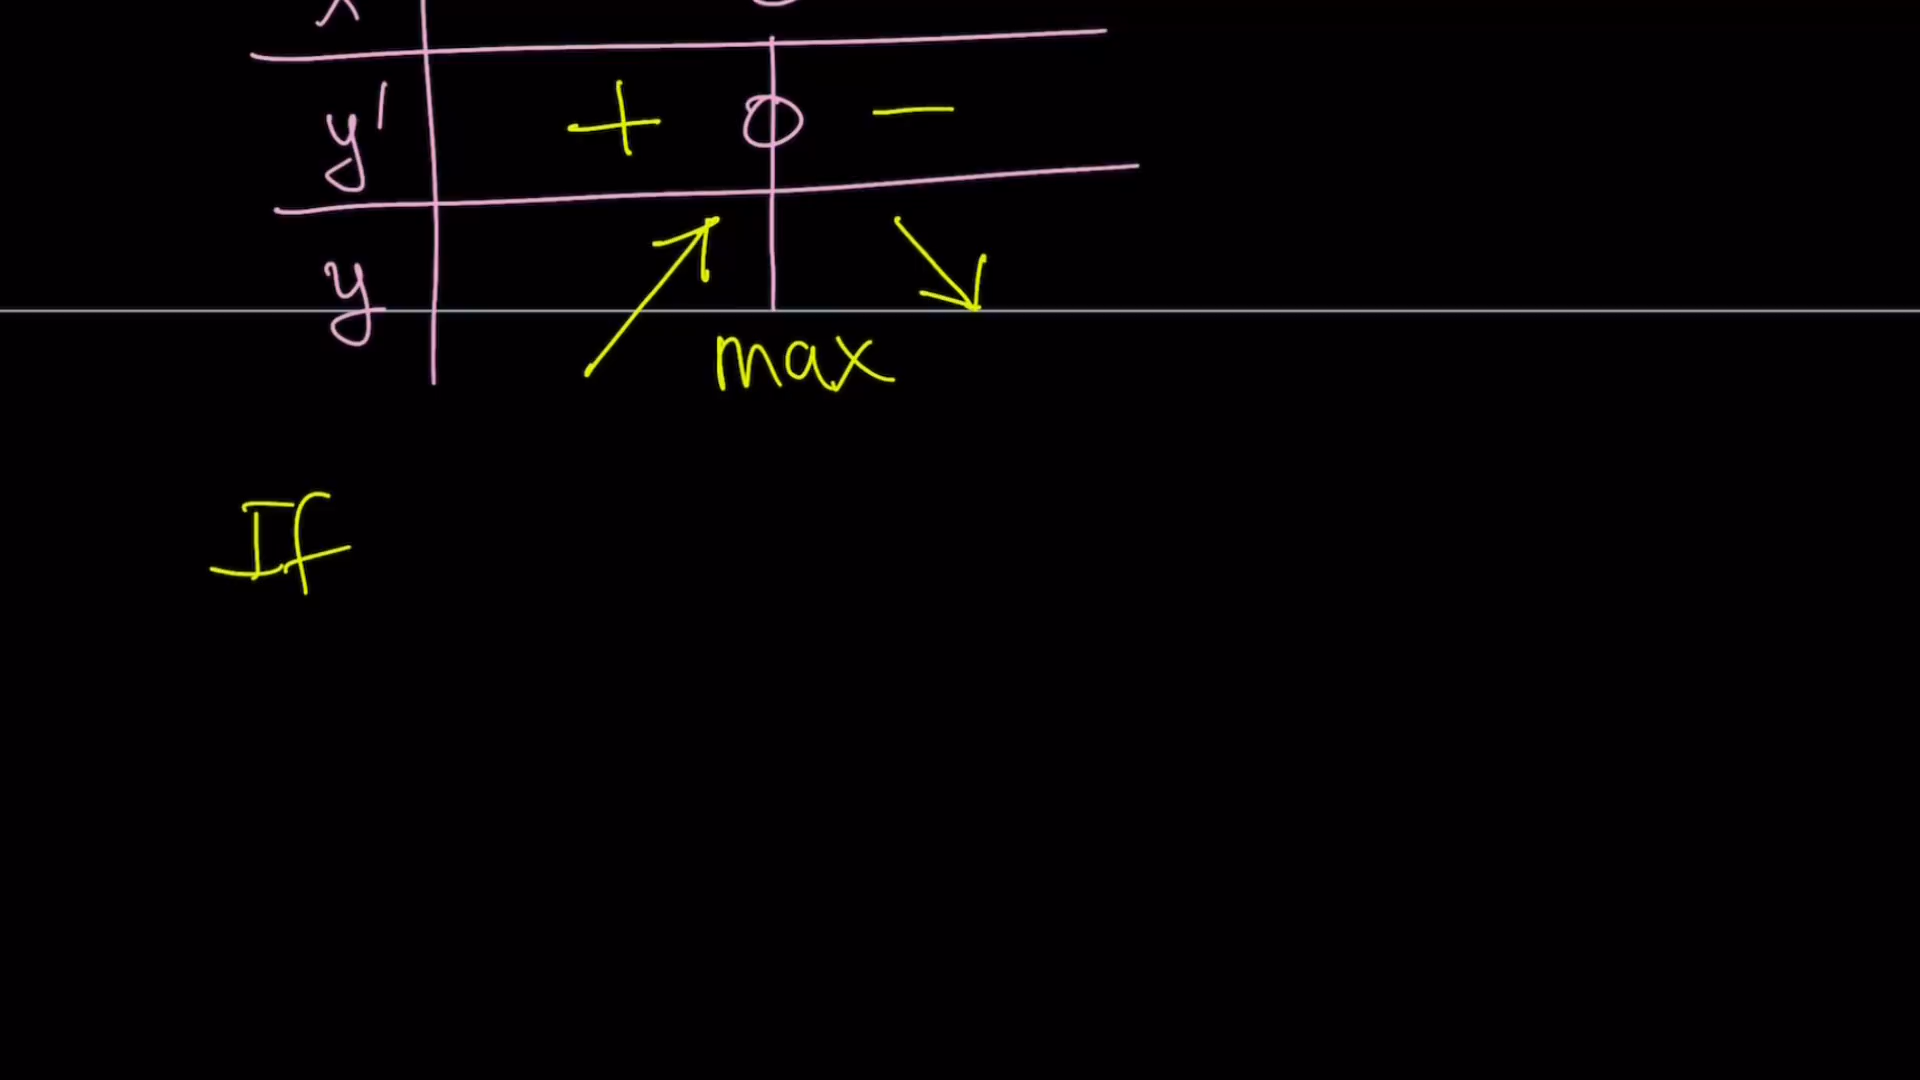 x
y' + 0 −
y
max
If